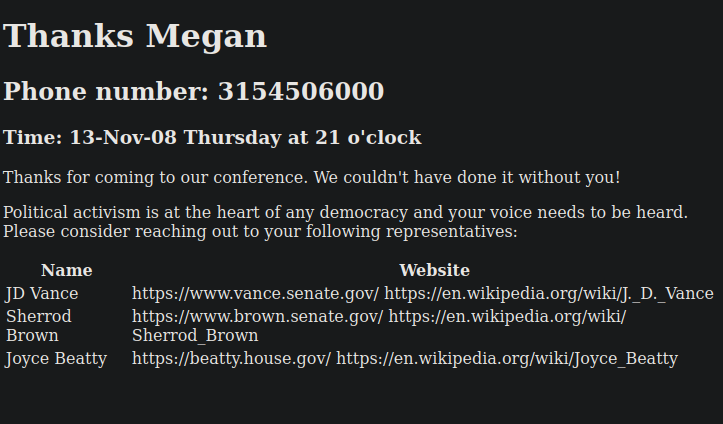 Thanks Megan
Phone number: 3154506000
Time: 13-Nov-08 Thursday at 21 o'clock
Thanks for coming to our conference. We couldn't have done it without you!
Political activism is at the heart of any democracy and your voice needs to be heard.
Please consider reaching out to your following representatives:
Name Website
JD Vance https://www.vance.senate.gov/ https://en.wikipedia.org/wiki/J._D._Vance
Sherrod https://www.brown.senate.gov/ https://en.wikipedia.org/wiki/
Brown Sherrod_Brown
Joyce Beatty https://beatty.house.gov/ https://en.wikipedia.org/wiki/Joyce_Beatty